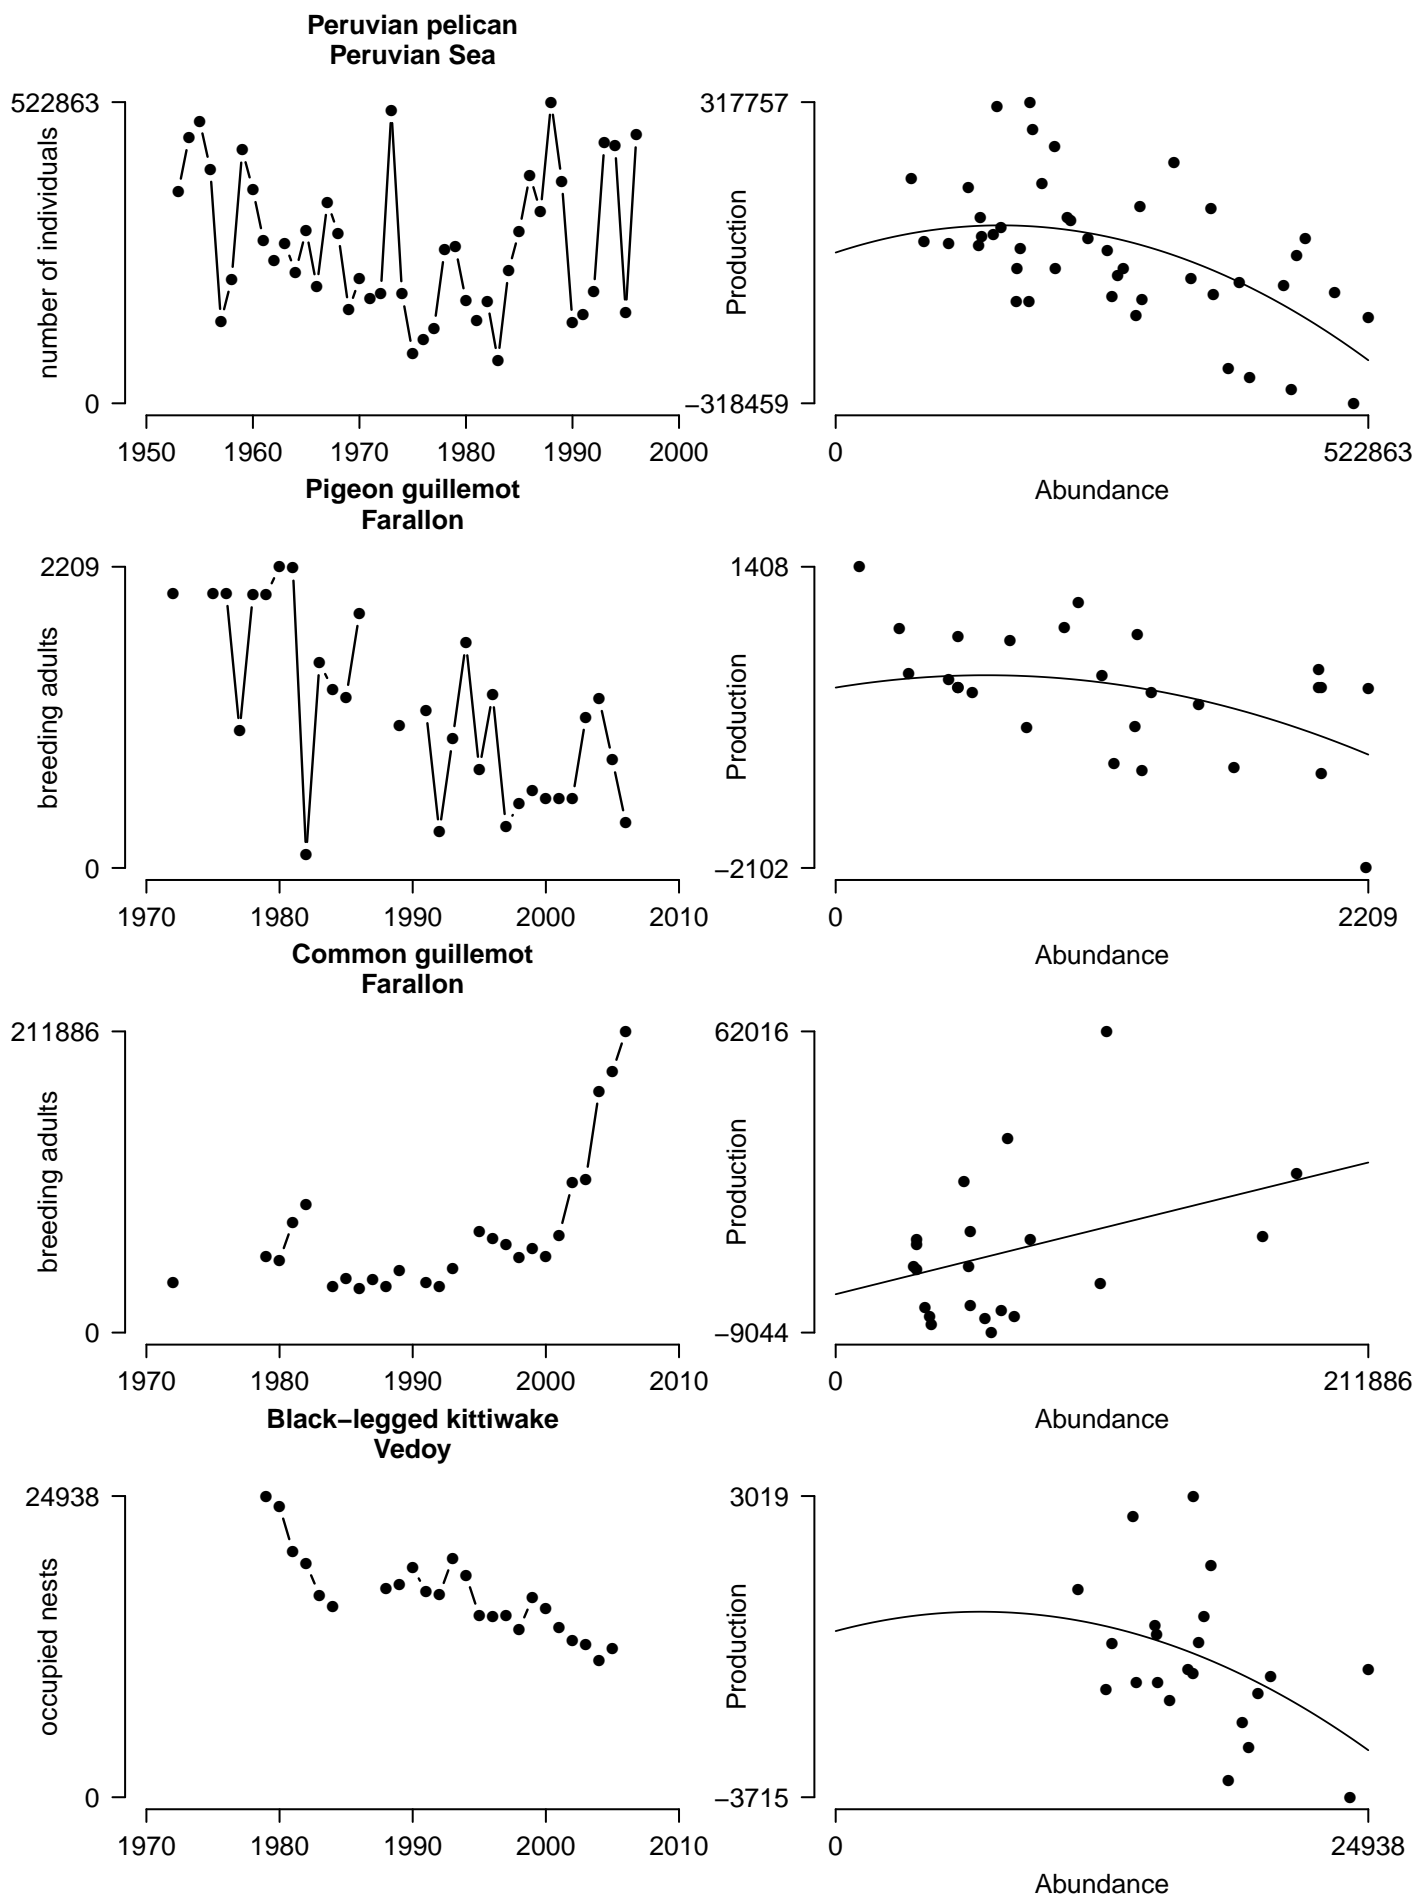 Peruvian pelican
Peruvian Sea
522863
number of individuals
0
1950 1960 1970 1980 1990 2000
317757
Production
−318459
0 522863
Abundance
Pigeon guillemot
Farallon
2209
breeding adults
0
1970 1980 1990 2000 2010
1408
Production
−2102
0 2209
Abundance
Common guillemot
Farallon
211886
breeding adults
0
1970 1980 1990 2000 2010
62016
Production
−9044
0 211886
Abundance
Black−legged kittiwake
Vedoy
24938
occupied nests
0
1970 1980 1990 2000 2010
3019
Production
−3715
0 24938
Abundance